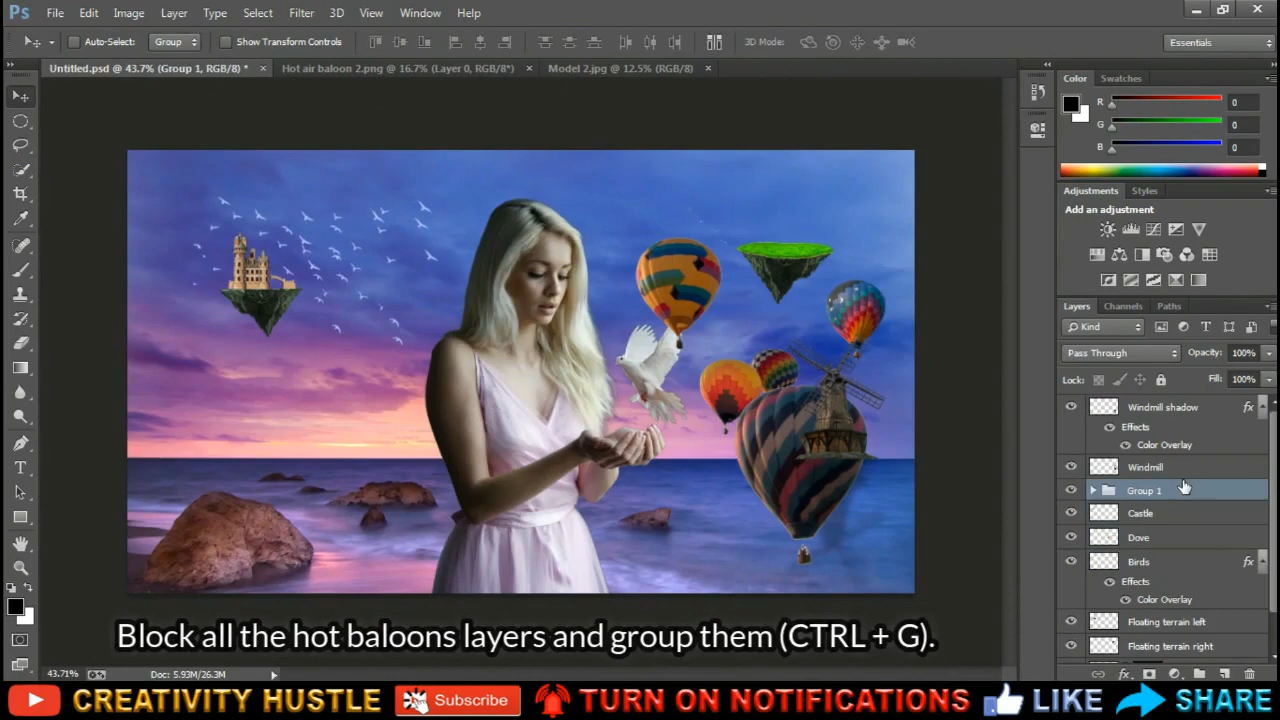 Ps File Edit Image Layer Type Select Filter 3D View Window Help
Auto-Select: Group Show Transform Controls 3D Mode: Essentials
Untitled.psd @ 43.7% (Group 1, RGB/8) * × Hot air baloon 2.png @ 16.7% (Layer 0, RGB/8*) × Model 2.jpg @ 12.5% (RGB/8) ×
Color Swatches
R 0
G 0
B 0
Adjustments Styles
Add an adjustment
Layers Channels Paths
Kind
Pass Through Opacity: 100%
Lock: Fill: 100%
Windmill shadow fx
Effects
Color Overlay
Windmill
Group 1
Castle
Dove
Birds fx
Effects
Color Overlay
Floating terrain left
Floating terrain right
Block all the hot baloons layers and group them (CTRL + G).
43.71% Doc: 5.93M/26.3M
CREATIVITY HUSTLE Subscribe TURN ON NOTIFICATIONS LIKE SHARE